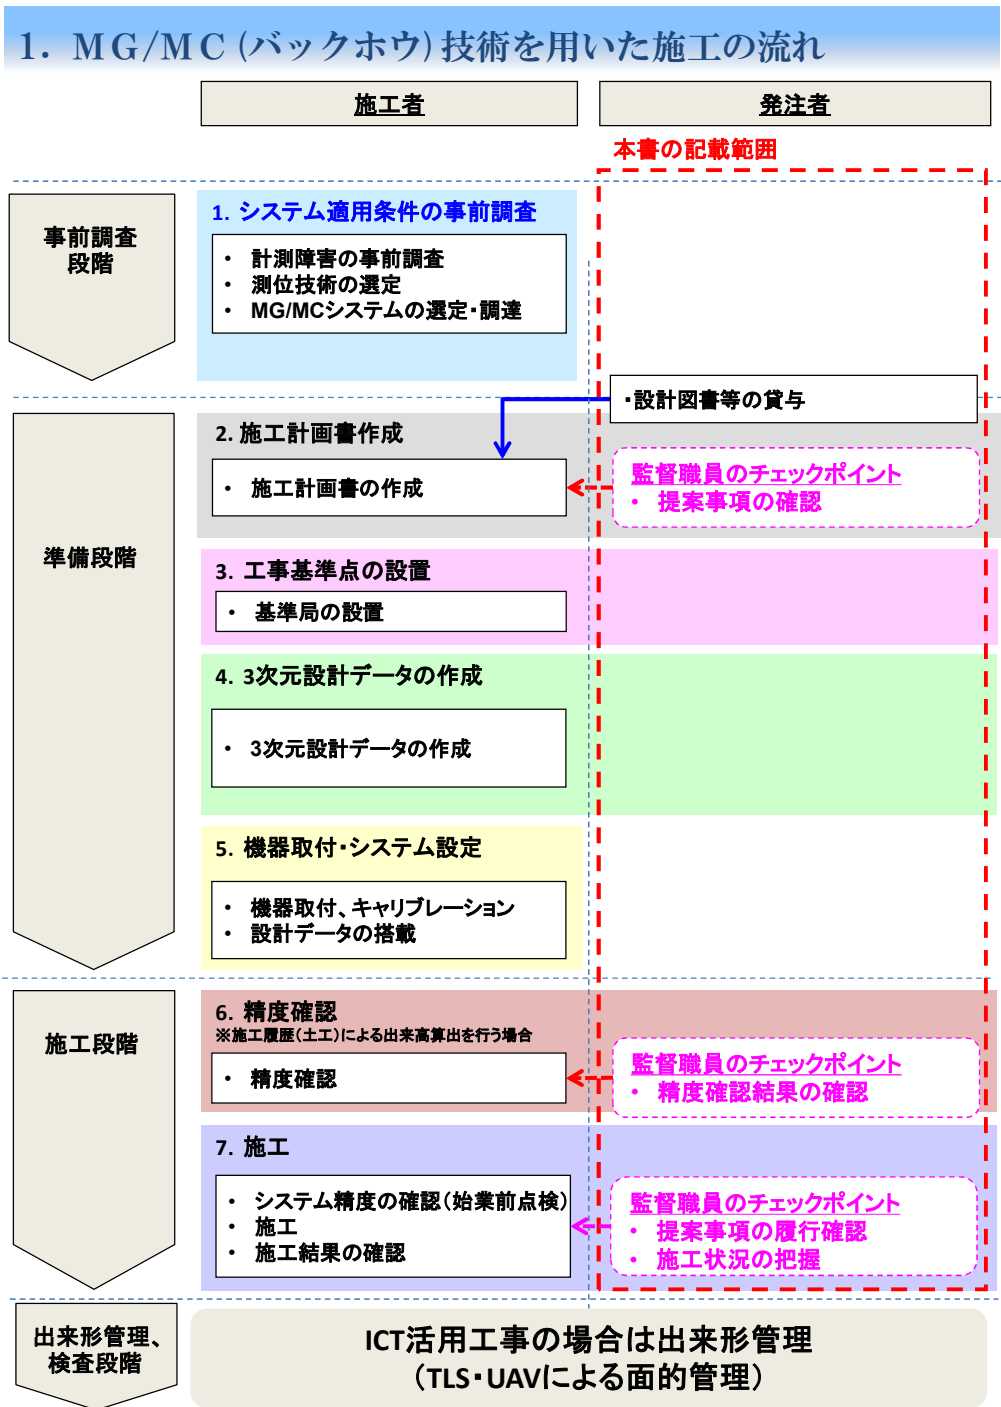 1. MG/MC(バックホウ)技術を用いた施工の流れ
施工者
発注者
本書の記載範囲
事前調査
段階
1. システム適用条件の事前調査
・ 計測障害の事前調査
・ 測位技術の選定
・ MG/MCシステムの選定・調達
・設計図書等の貸与
準備段階
2. 施工計画書作成
・ 施工計画書の作成
監督職員のチェックポイント
・ 提案事項の確認
3. 工事基準点の設置
・ 基準局の設置
4. 3次元設計データの作成
・ 3次元設計データの作成
5. 機器取付・システム設定
・ 機器取付、キャリブレーション
・ 設計データの搭載
施工段階
6. 精度確認
※施工履歴(土工)による出来高算出を行う場合
・ 精度確認
監督職員のチェックポイント
・ 精度確認結果の確認
7. 施工
・ システム精度の確認(始業前点検)
・ 施工
・ 施工結果の確認
監督職員のチェックポイント
・ 提案事項の履行確認
・ 施工状況の把握
出来形管理、
検査段階
ICT活用工事の場合は出来形管理
(TLS・UAVによる面的管理)